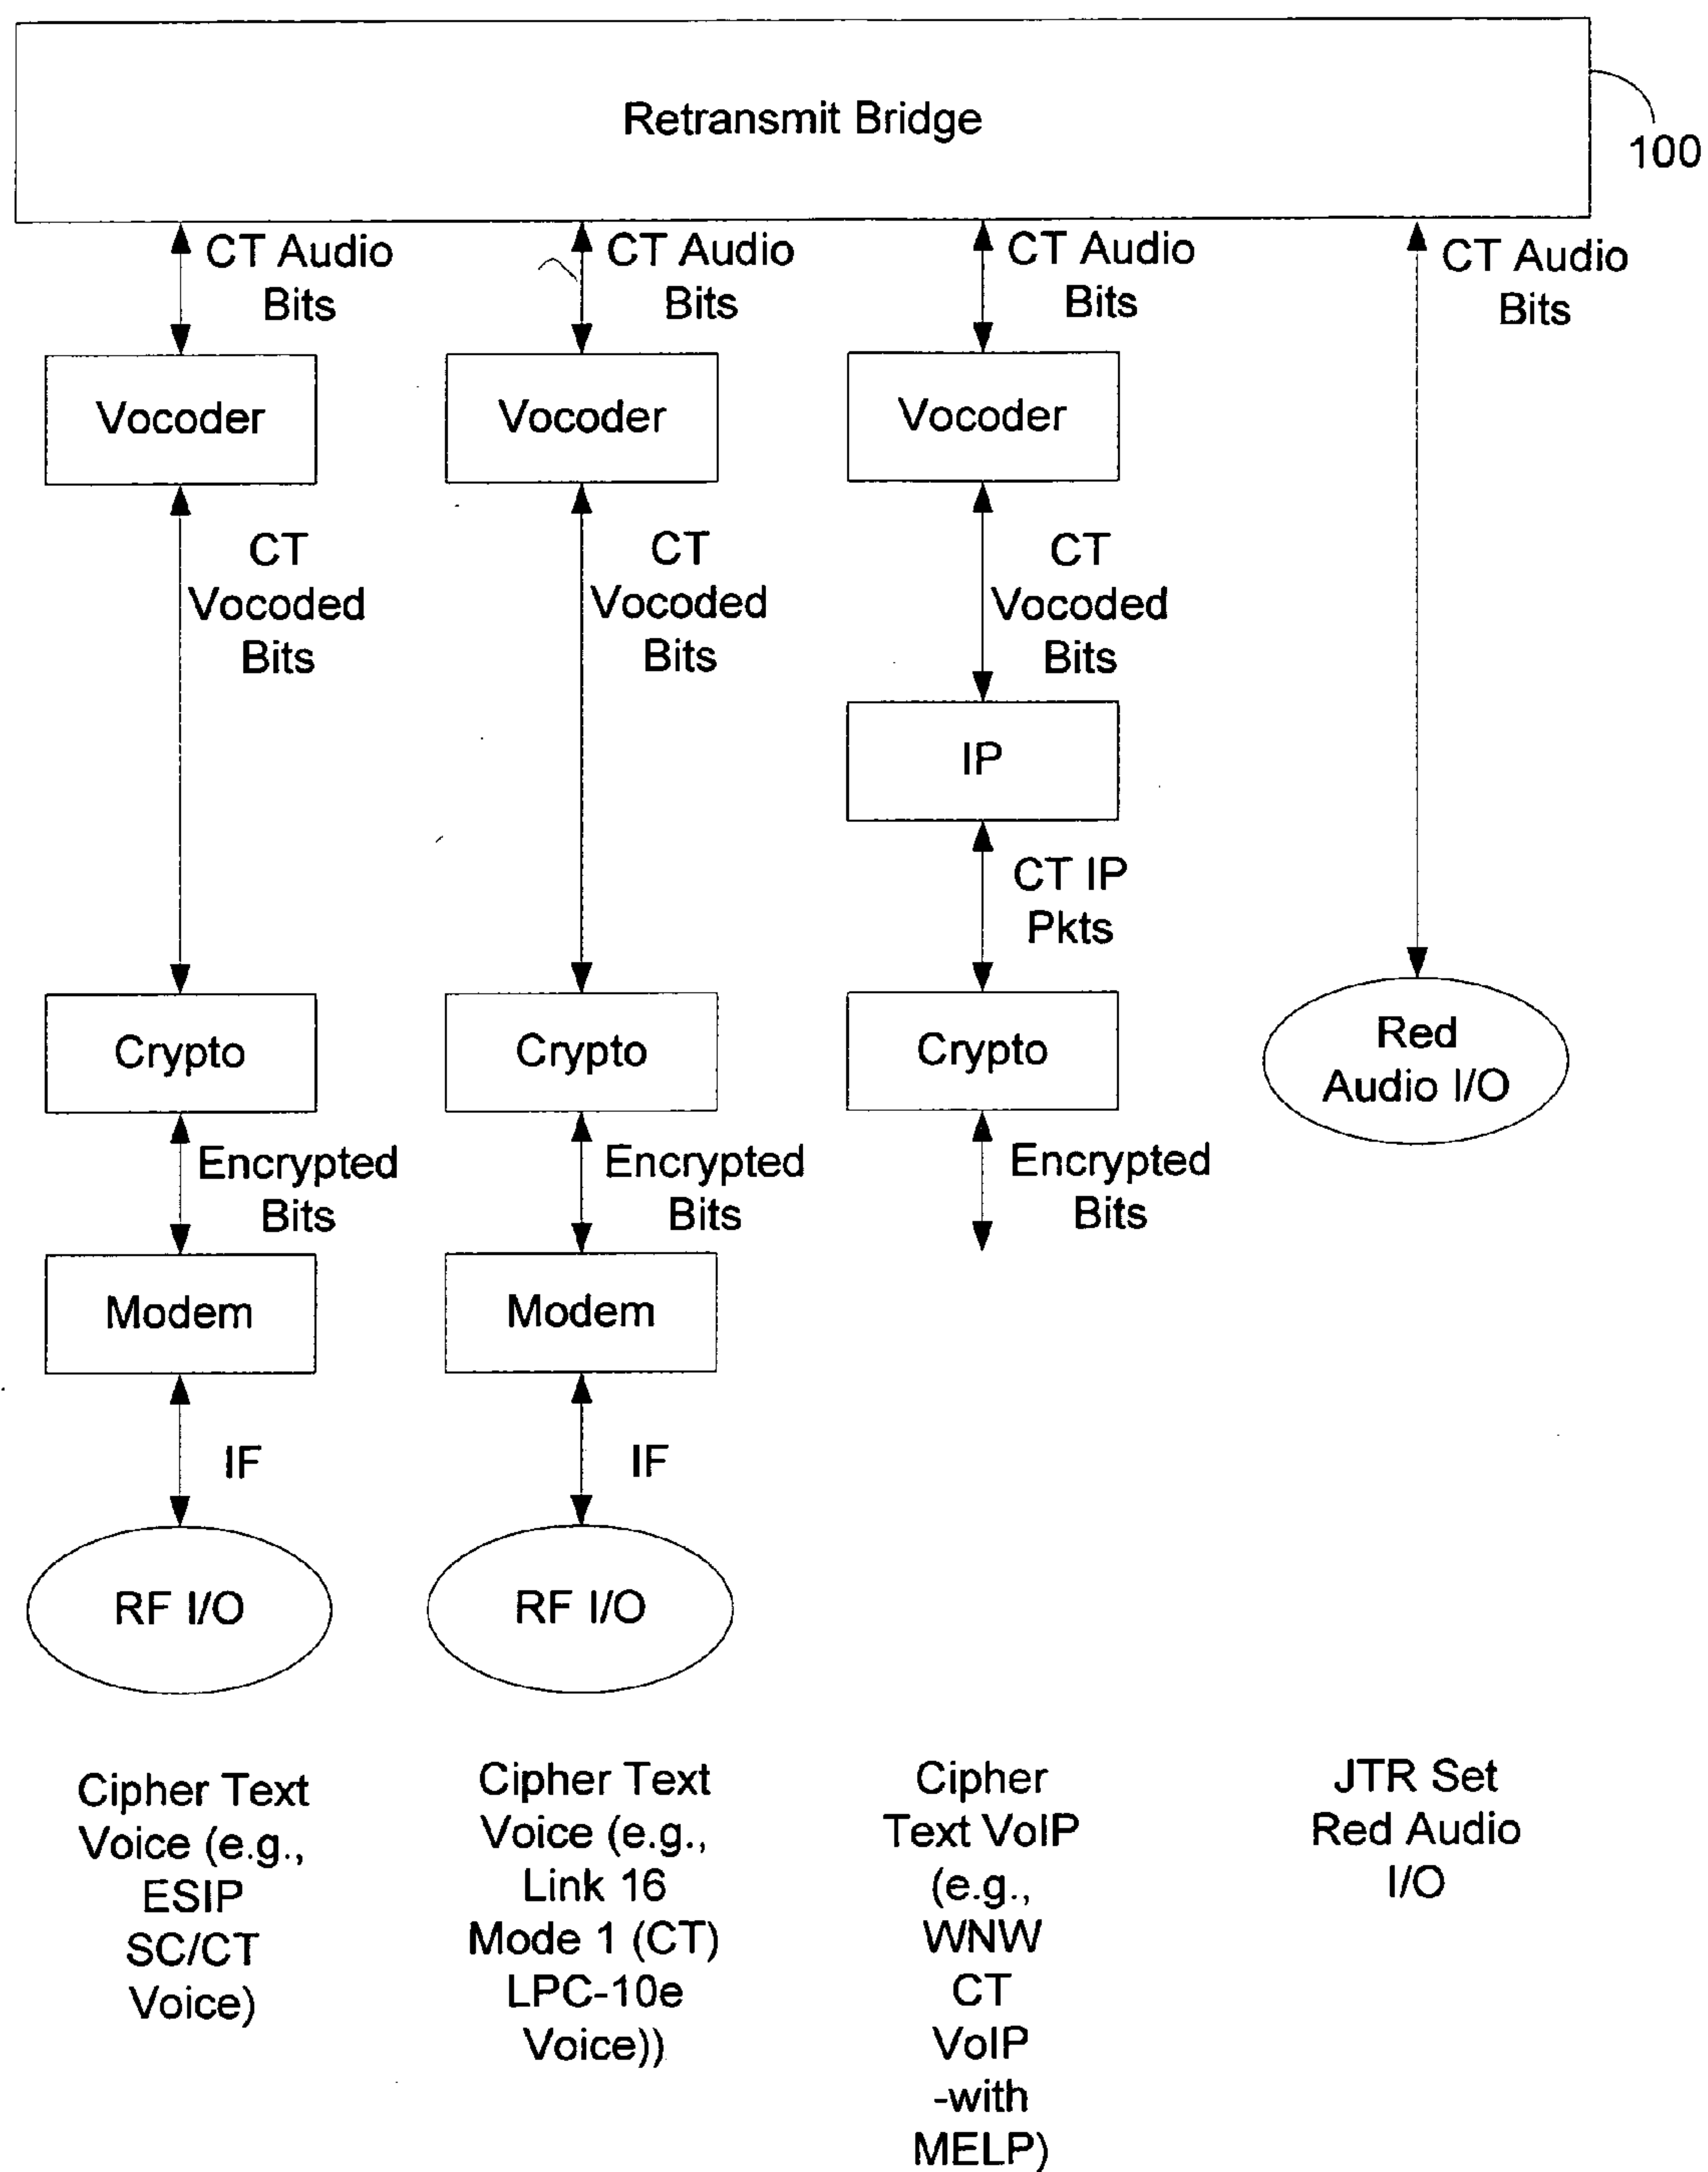 Retransmit Bridge
100
CT Audio
Bits
CT Audio
Bits
CT Audio
Bits
CT Audio
Bits
Vocoder
Vocoder
Vocoder
CT
Vocoded
Bits
CT
Vocoded
Bits
CT
Vocoded
Bits
IP
CT IP
Pkts
Crypto
Crypto
Crypto
Red
Audio I/O
Encrypted
Bits
Encrypted
Bits
Encrypted
Bits
Modem
Modem
IF
IF
RF I/O
RF I/O
Cipher Text
Voice (e.g.,
ESIP
SC/CT
Voice)
Cipher Text
Voice (e.g.,
Link 16
Mode 1 (CT)
LPC-10e
Voice))
Cipher
Text VoIP
(e.g.,
WNW
CT
VoIP
-with
MELP)
JTR Set
Red Audio
I/O